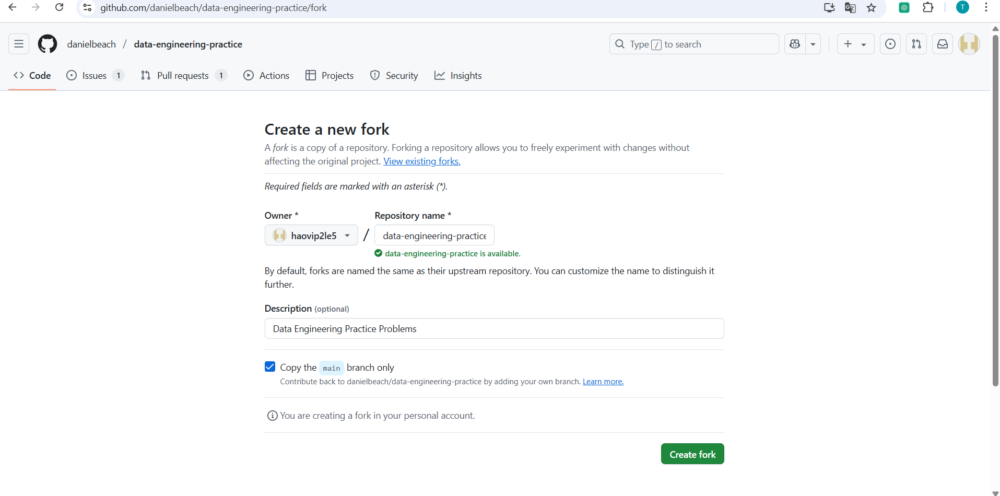 github.com/danielbeach/data-engineering-practice/fork
T
danielbeach / data-engineering-practice
Type / to search
Code
Issues 1
Pull requests 1
Actions
Projects
Security
Insights
Create a new fork
A fork is a copy of a repository. Forking a repository allows you to freely experiment with changes without
affecting the original project. View existing forks.
Required fields are marked with an asterisk (*).
Owner *
Repository name *
haovip2le5 / data-engineering-practice
data-engineering-practice is available.
By default, forks are named the same as their upstream repository. You can customize the name to distinguish it
further.
Description (optional)
Data Engineering Practice Problems
Copy the main branch only
Contribute back to danielbeach/data-engineering-practice by adding your own branch. Learn more.
You are creating a fork in your personal account.
Create fork